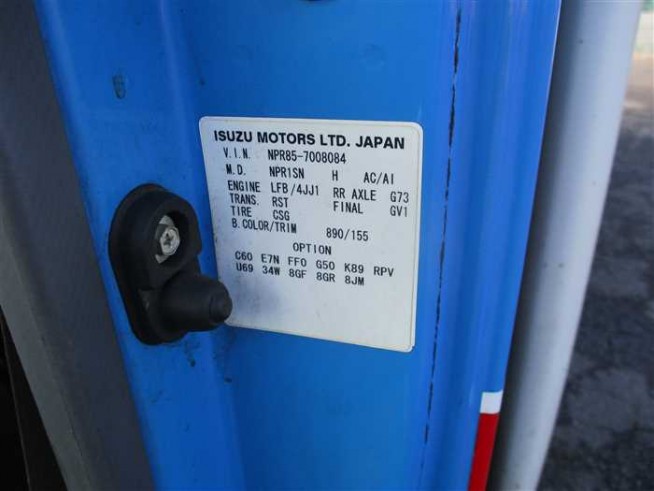 ISUZU MOTORS LTD. JAPAN
V.I.N. NPR85-7008084
M.D. NPR1SN H AC/AI
ENGINE LFB/4JJ1 RR AXLE G73
TRANS. RST FINAL GV1
TIRE CSG
B.COLOR/TRIM 890/155
OPTION
C60 E7N FF0 G50 K89 RPV
U69 34W 8GF 8GR 8JM